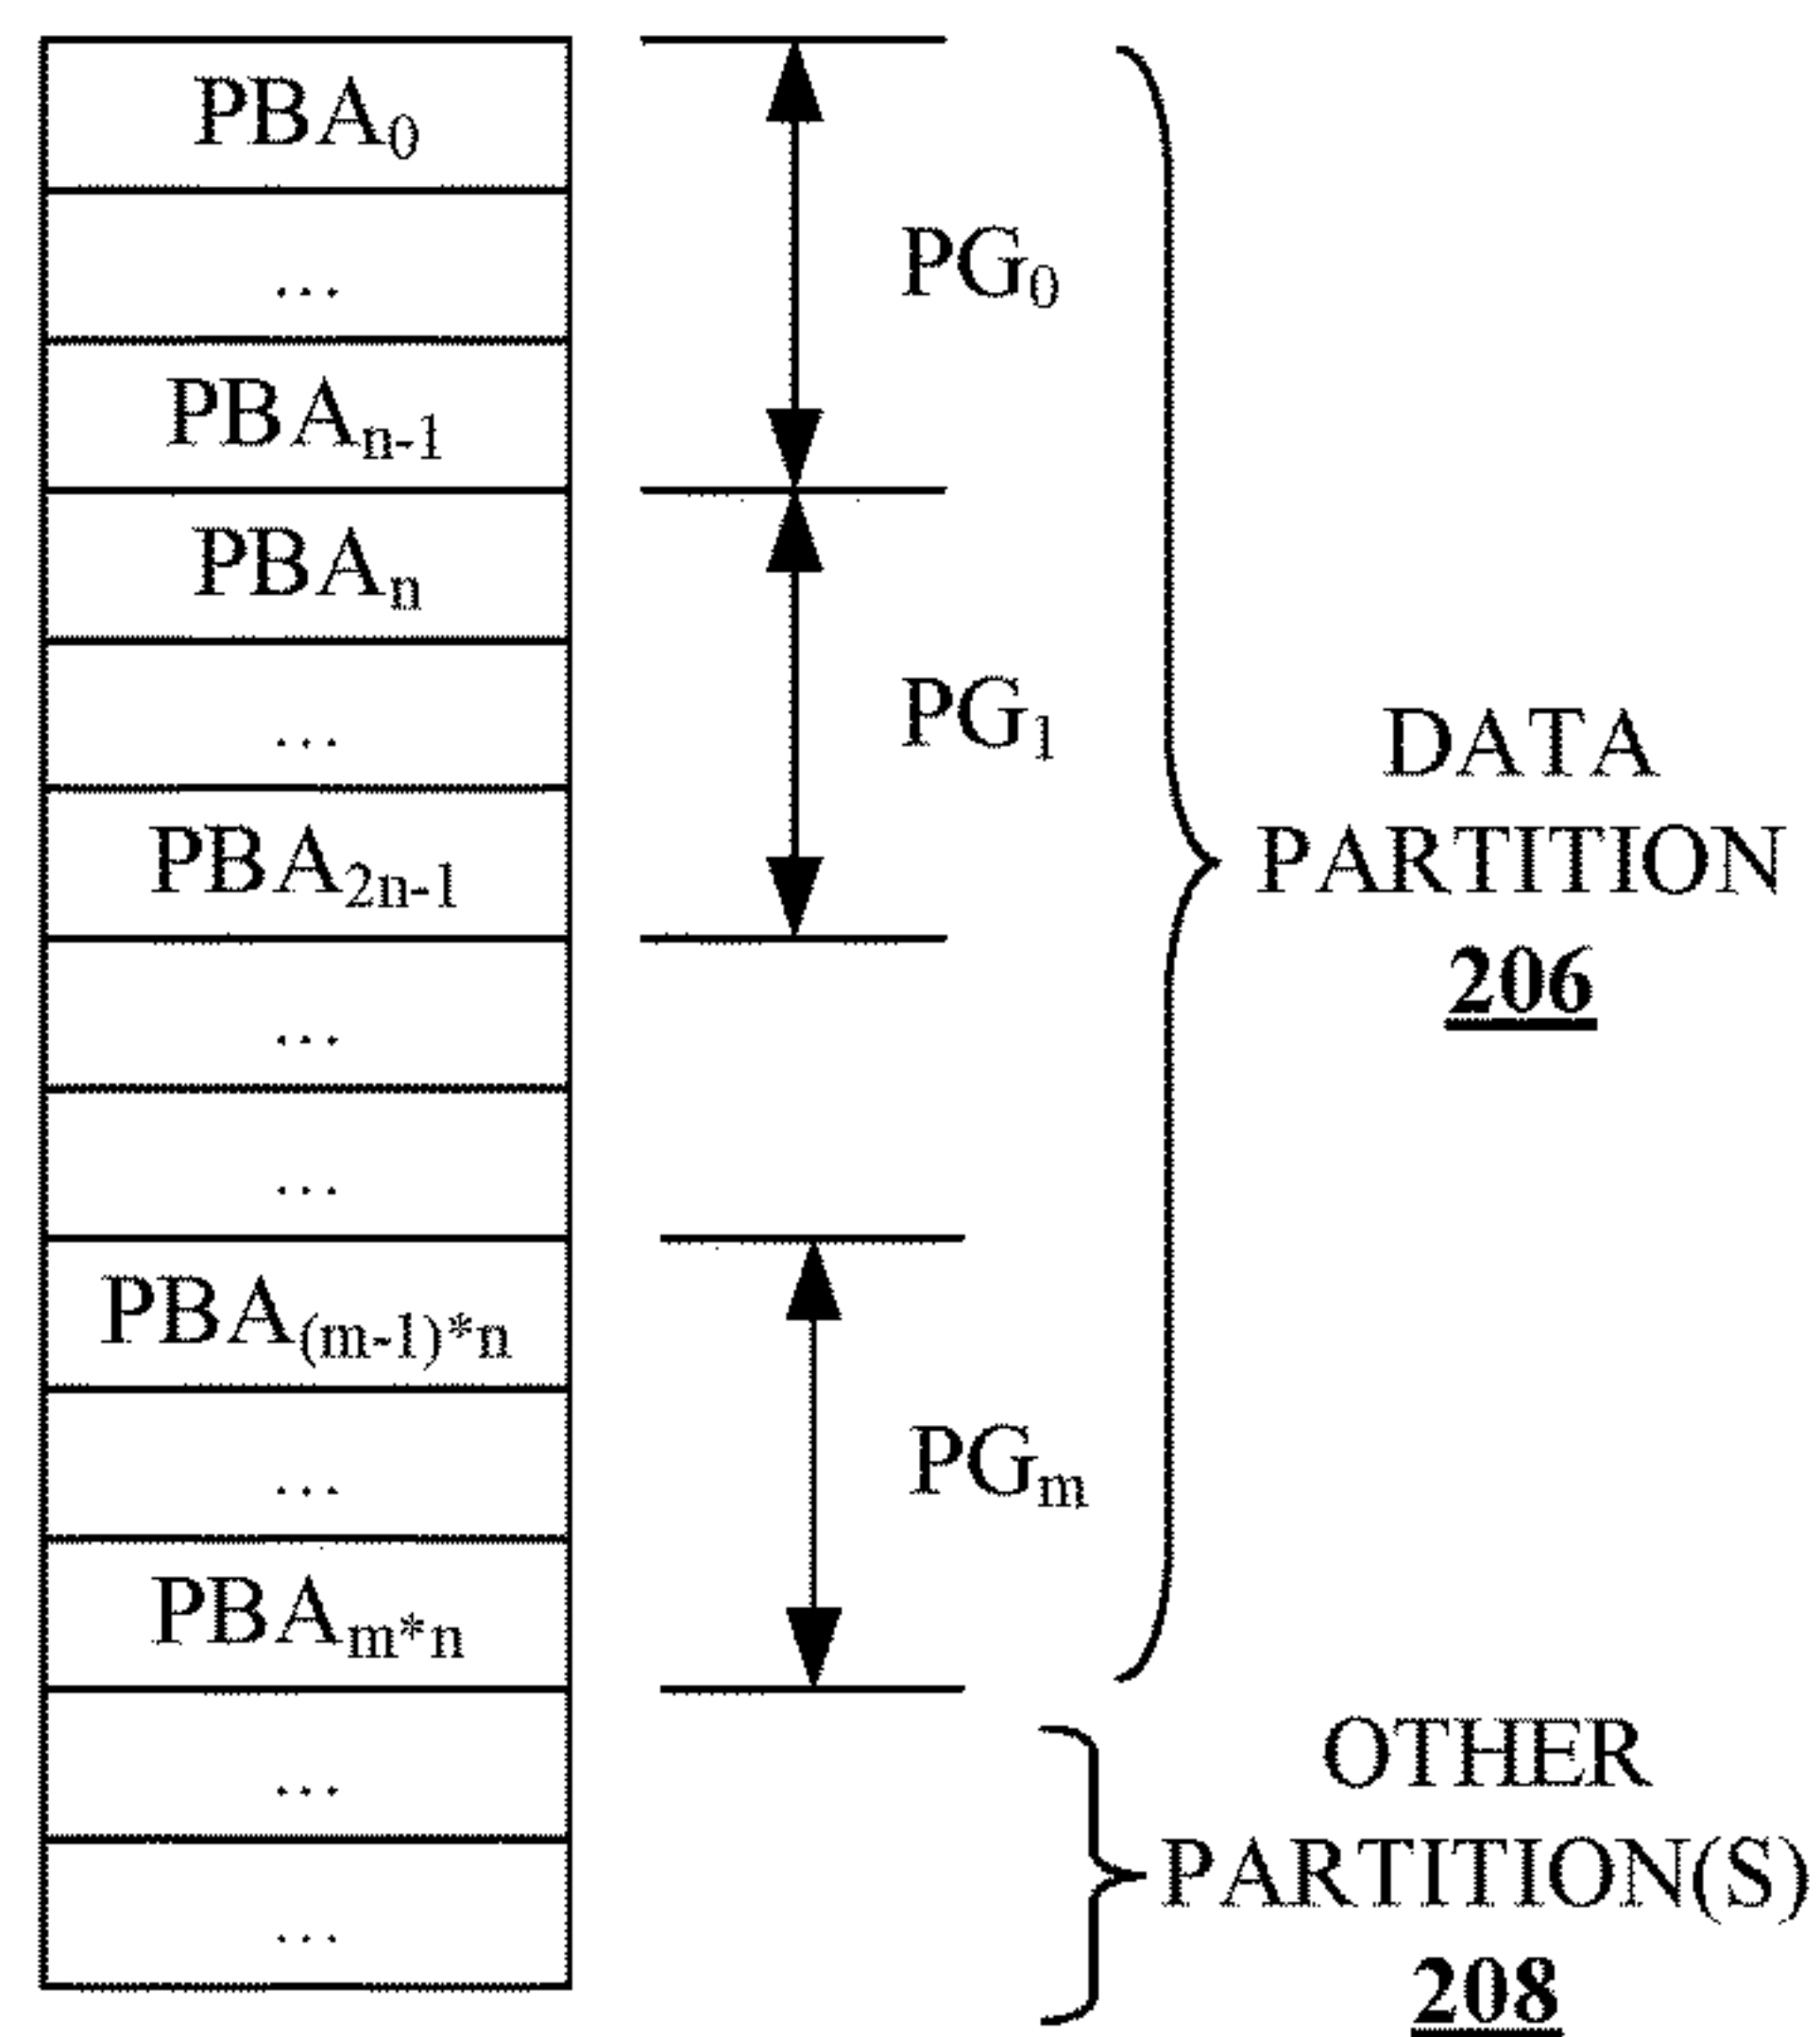 PBA₀
...
PBAₙ₋₁
PBAₙ
...
PBA₂ₙ₋₁
...
...
PBA₍ₘ₋₁₎*ₙ
...
PBAₘ*ₙ
...
...
PG₀
PG₁
PGₘ
DATA
PARTITION
206
OTHER
PARTITION(S)
208